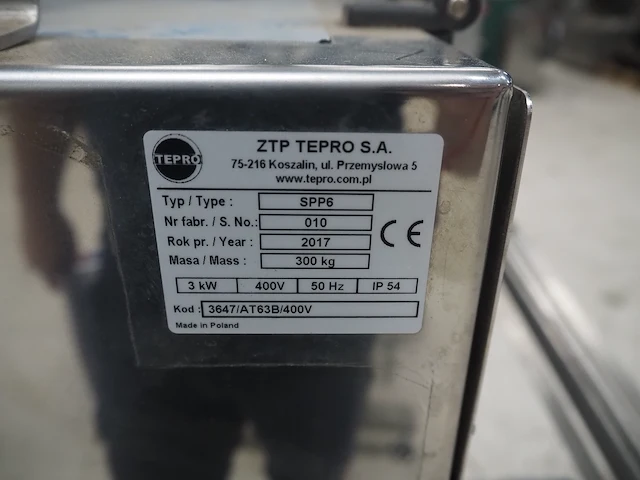 TEPRO
ZTP TEPRO S.A.
75-216 Koszalin, ul. Przemysłowa 5
www.tepro.com.pl
Typ / Type : SPP6
Nr fabr. / S. No.: 010
Rok pr. / Year : 2017
Masa / Mass : 300 kg
CE
3 kW 400V 50 Hz IP 54
Kod : 3647/AT63B/400V
Made in Poland